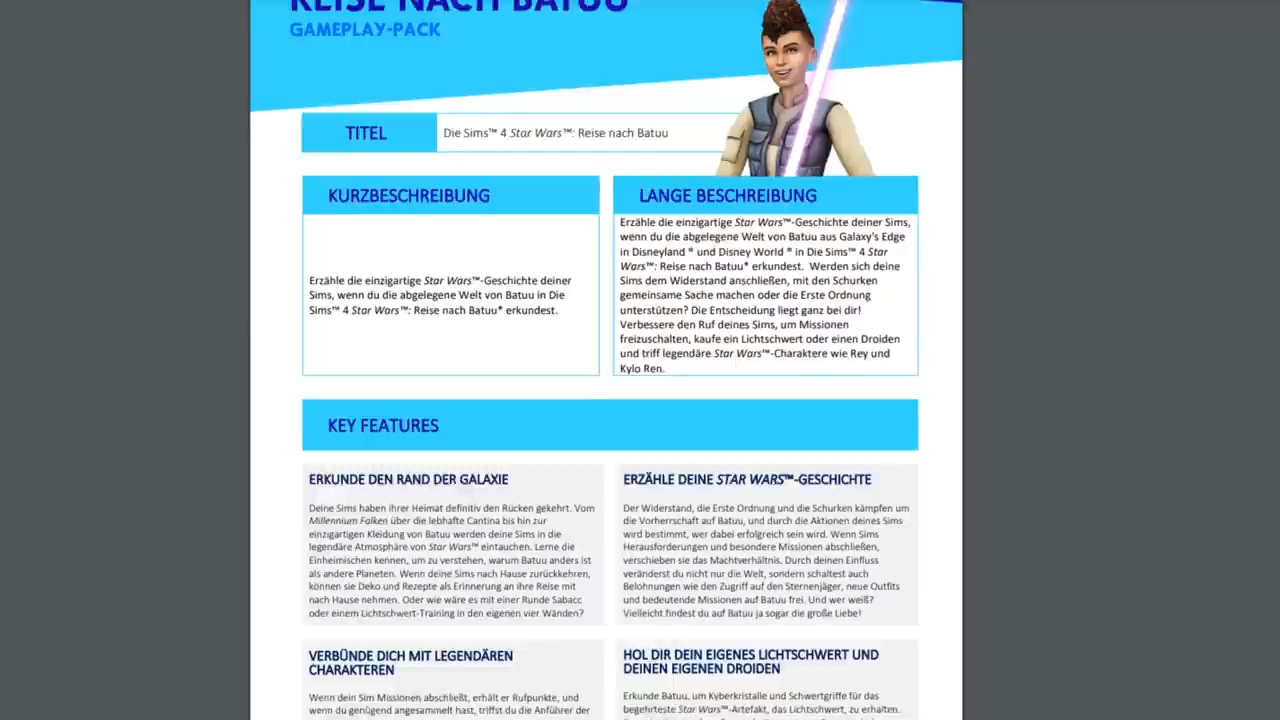 REISE NACH BATUU
GAMEPLAY-PACK
TITEL
Die Sims™ 4 Star Wars™: Reise nach Batuu
KURZBESCHREIBUNG
Erzähle die einzigartige Star Wars™-Geschichte deiner
Sims, wenn du die abgelegene Welt von Batuu in Die
Sims™ 4 Star Wars™: Reise nach Batuu* erkundest.
LANGE BESCHREIBUNG
Erzähle die einzigartige Star Wars™-Geschichte deiner Sims,
wenn du die abgelegene Welt von Batuu aus Galaxy's Edge
in Disneyland ® und Disney World ® in Die Sims™ 4 Star
Wars™: Reise nach Batuu* erkundest. Werden sich deine
Sims dem Widerstand anschließen, mit den Schurken
gemeinsame Sache machen oder die Erste Ordnung
unterstützen? Die Entscheidung liegt ganz bei dir!
Verbessere den Ruf deines Sims, um Missionen
freizuschalten, kaufe ein Lichtschwert oder einen Droiden
und triff legendäre Star Wars™-Charaktere wie Rey und
Kylo Ren.
KEY FEATURES
ERKUNDE DEN RAND DER GALAXIE
Deine Sims haben ihrer Heimat definitiv den Rücken gekehrt. Vom
Millennium Falken über die lebhafte Cantina bis hin zur
einzigartigen Kleidung von Batuu werden deine Sims in die
legendäre Atmosphäre von Star Wars™ eintauchen. Lerne die
Einheimischen kennen, um zu verstehen, warum Batuu anders ist
als andere Planeten. Wenn deine Sims nach Hause zurückkehren,
können sie Deko und Rezepte als Erinnerung an ihre Reise mit
nach Hause nehmen. Oder wie wäre es mit einer Runde Sabacc
oder einem Lichtschwert-Training in den eigenen vier Wänden?
ERZÄHLE DEINE STAR WARS™-GESCHICHTE
Der Widerstand, die Erste Ordnung und die Schurken kämpfen um
die Vorherrschaft auf Batuu, und durch die Aktionen deines Sims
wird bestimmt, wer dabei erfolgreich sein wird. Wenn Sims
Herausforderungen und besondere Missionen abschließen,
verschieben sie das Machtverhältnis. Durch deinen Einfluss
veränderst du nicht nur die Welt, sondern schaltest auch
Belohnungen wie den Zugriff auf den Sternenjäger, neue Outfits
und bedeutende Missionen auf Batuu frei. Und wer weiß?
Vielleicht findest du auf Batuu ja sogar die große Liebe!
VERBÜNDE DICH MIT LEGENDÄREN
CHARAKTEREN
Wenn dein Sim Missionen abschließt, erhält er Rufpunkte, und
wenn du genügend angesammelt hast, triffst du die Anführer der
HOL DIR DEIN EIGENES LICHTSCHWERT UND
DEINEN EIGENEN DROIDEN
Erkunde Batuu, um Kyberkristalle und Schwertgriffe für das
begehrteste Star Wars™-Artefakt, das Lichtschwert, zu erhalten.